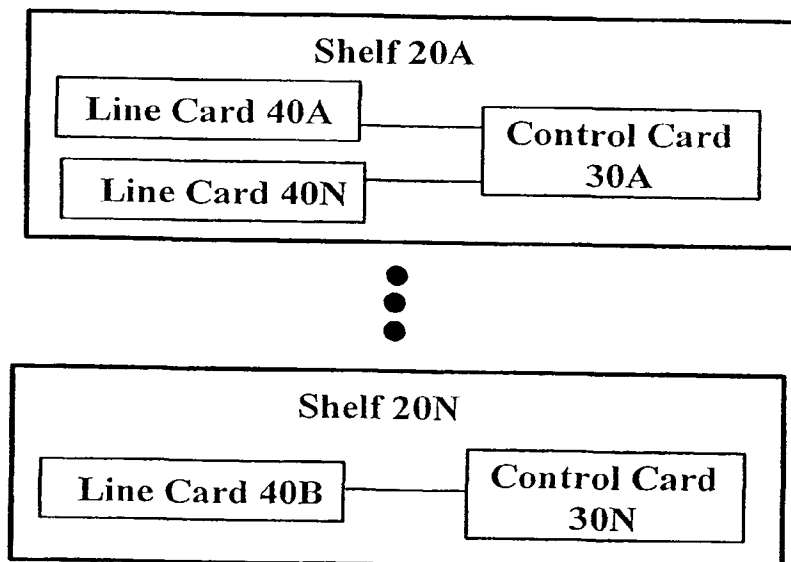 Shelf 20A
Line Card 40A
Control Card
30A
Line Card 40N
Shelf 20N
Line Card 40B
Control Card
30N